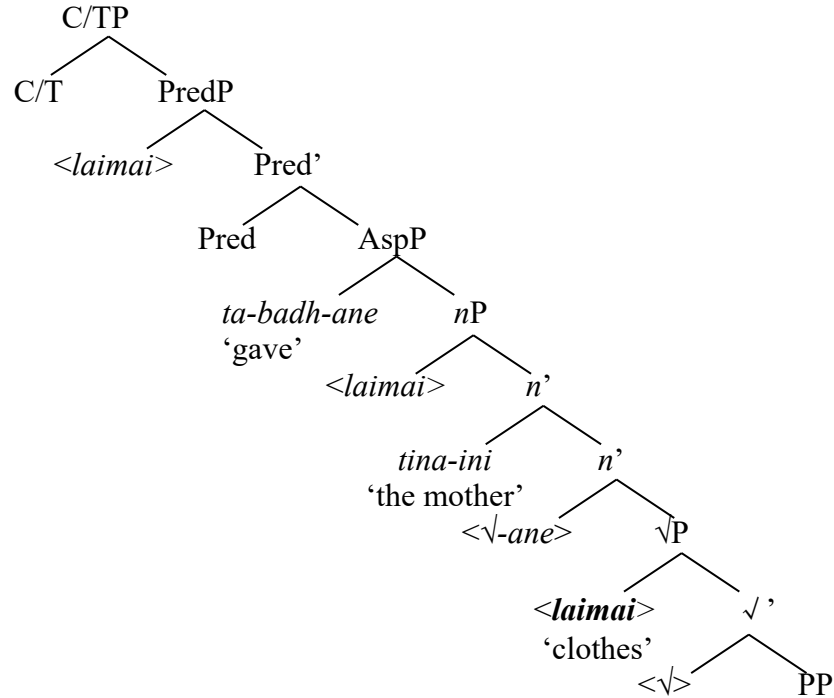 C/TP
C/T PredP
<laimai> Pred’
Pred AspP
ta-badh-ane nP
‘gave’
<laimai> n’
tina-ini n’
‘the mother’
<√-ane> √P
<laimai> √ ’
‘clothes’
<√> PP